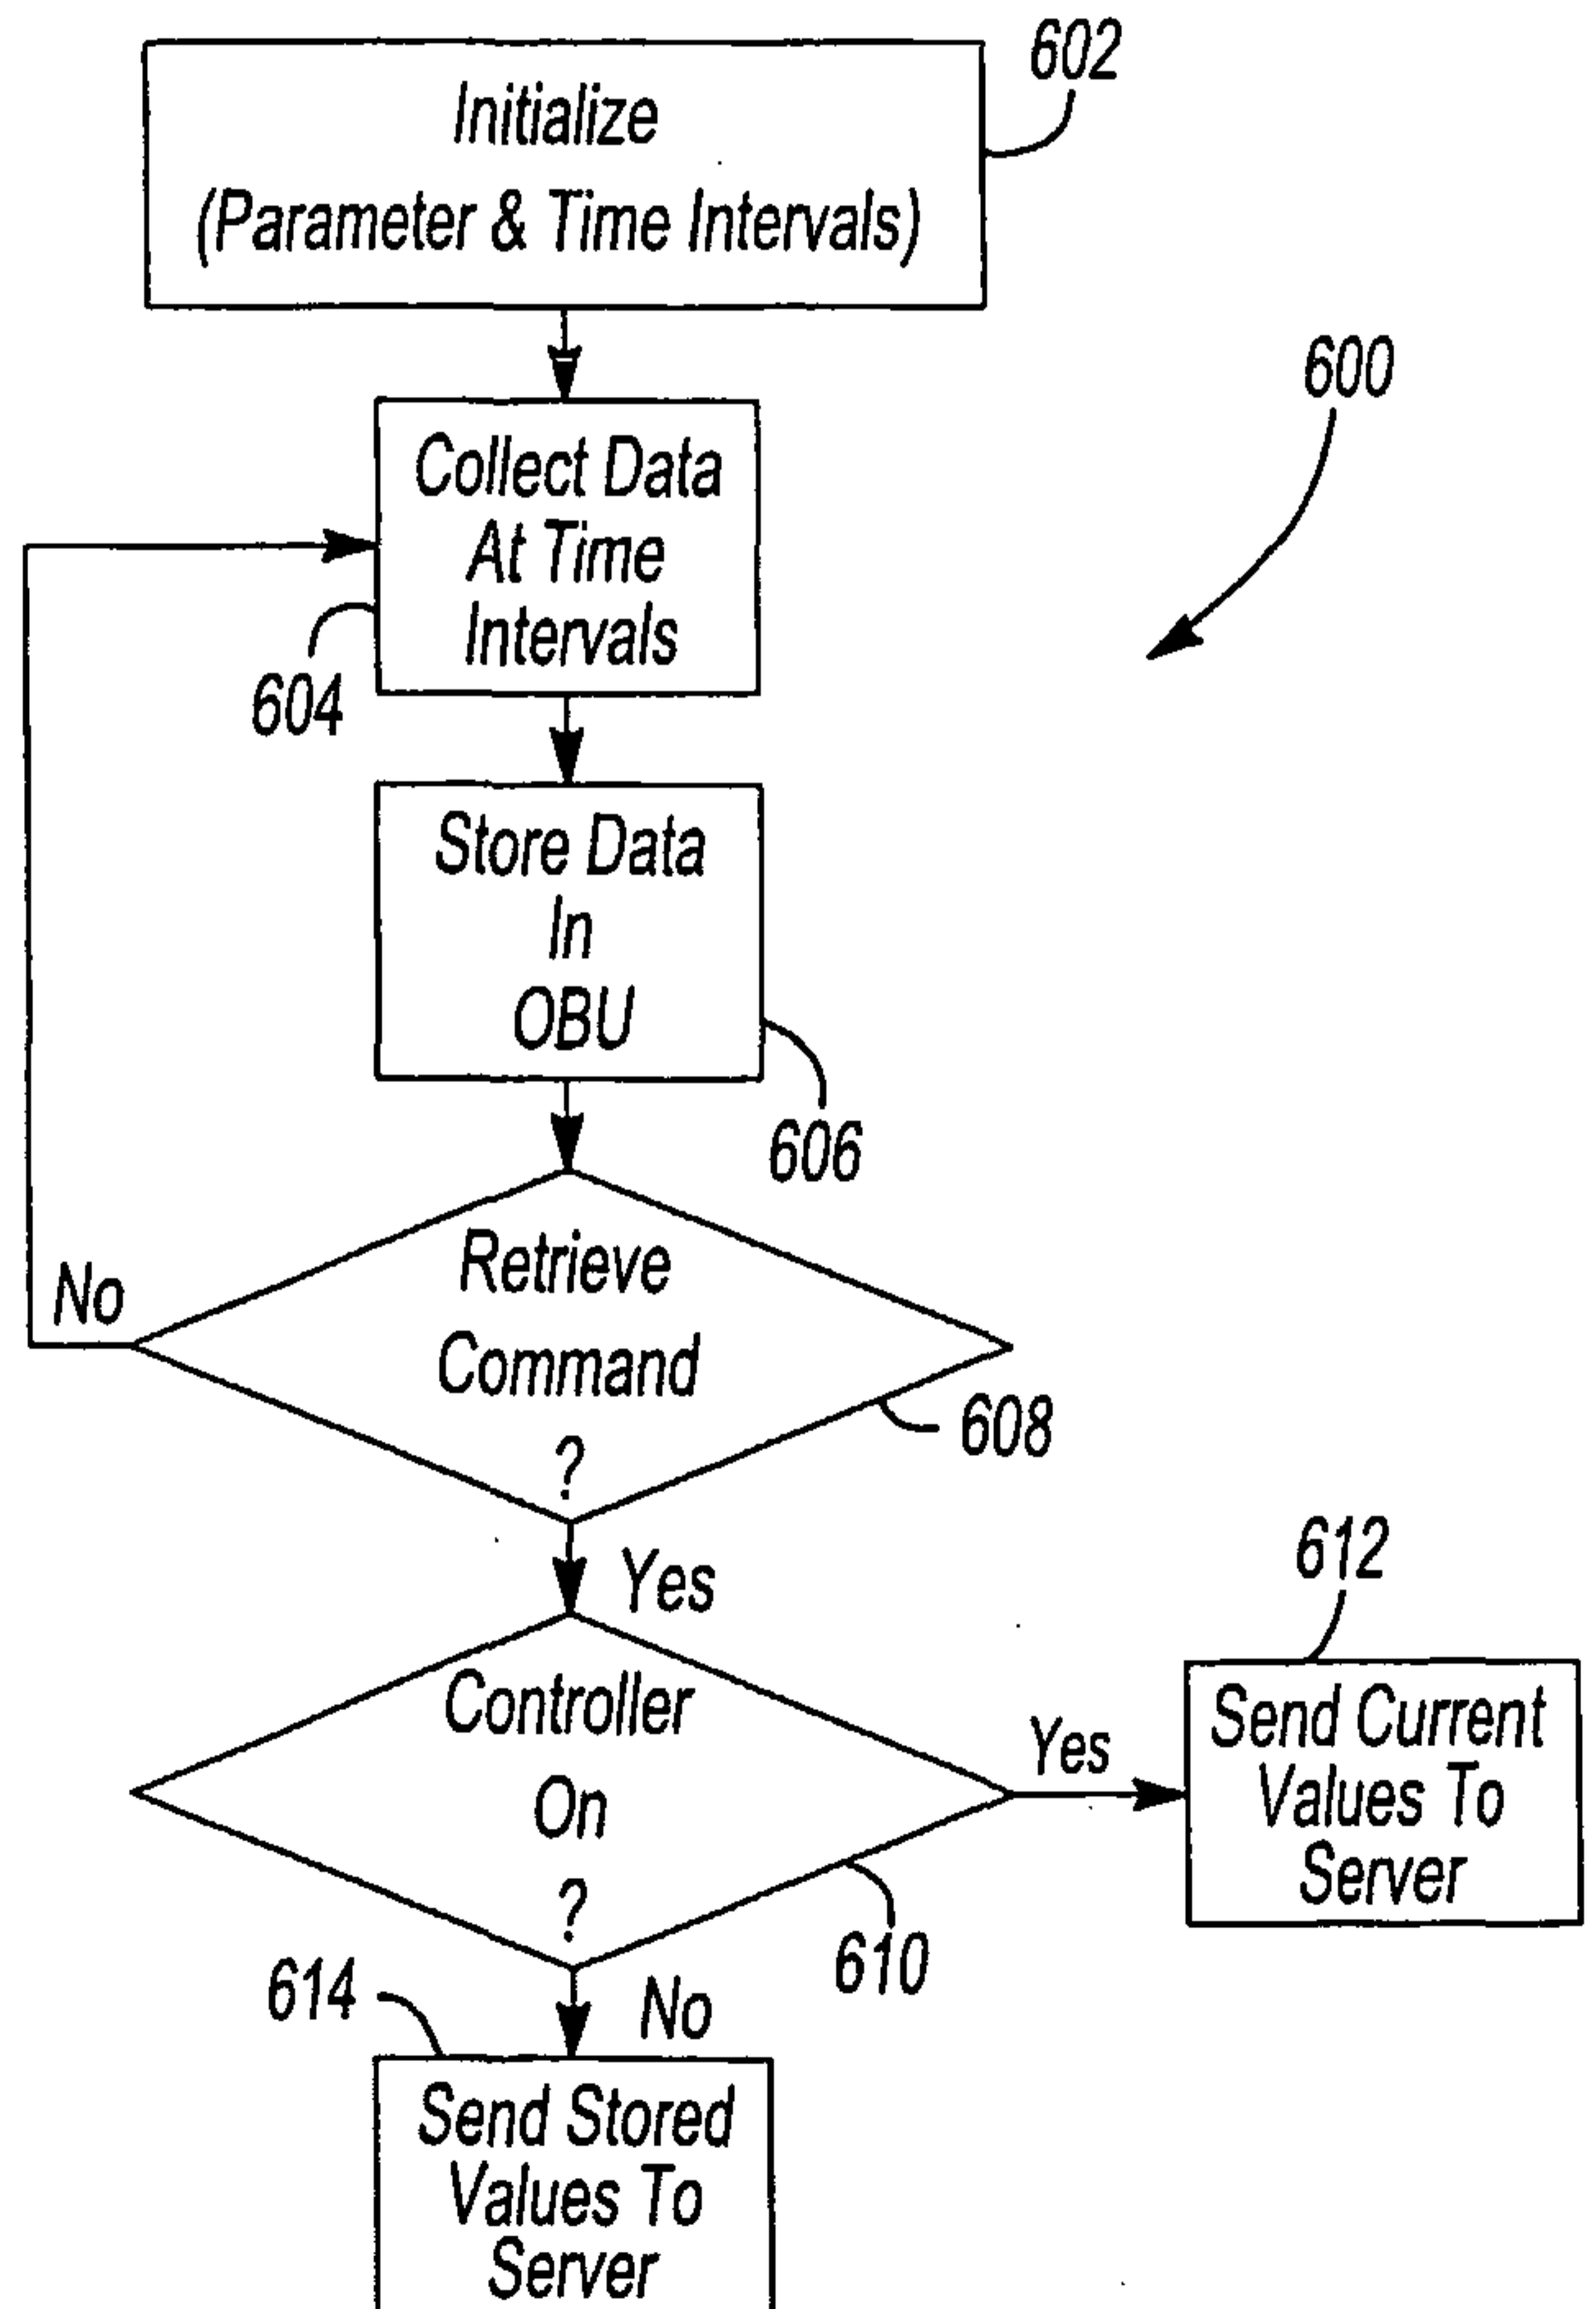 602
Initialize
(Parameter & Time Intervals)
600
Collect Data
At Time
Intervals
604
Store Data
In
OBU
606
Retrieve
Command
?
No
608
Yes
612
Controller
On
?
Yes
Send Current
Values To
Server
610
614
No
Send Stored
Values To
Server